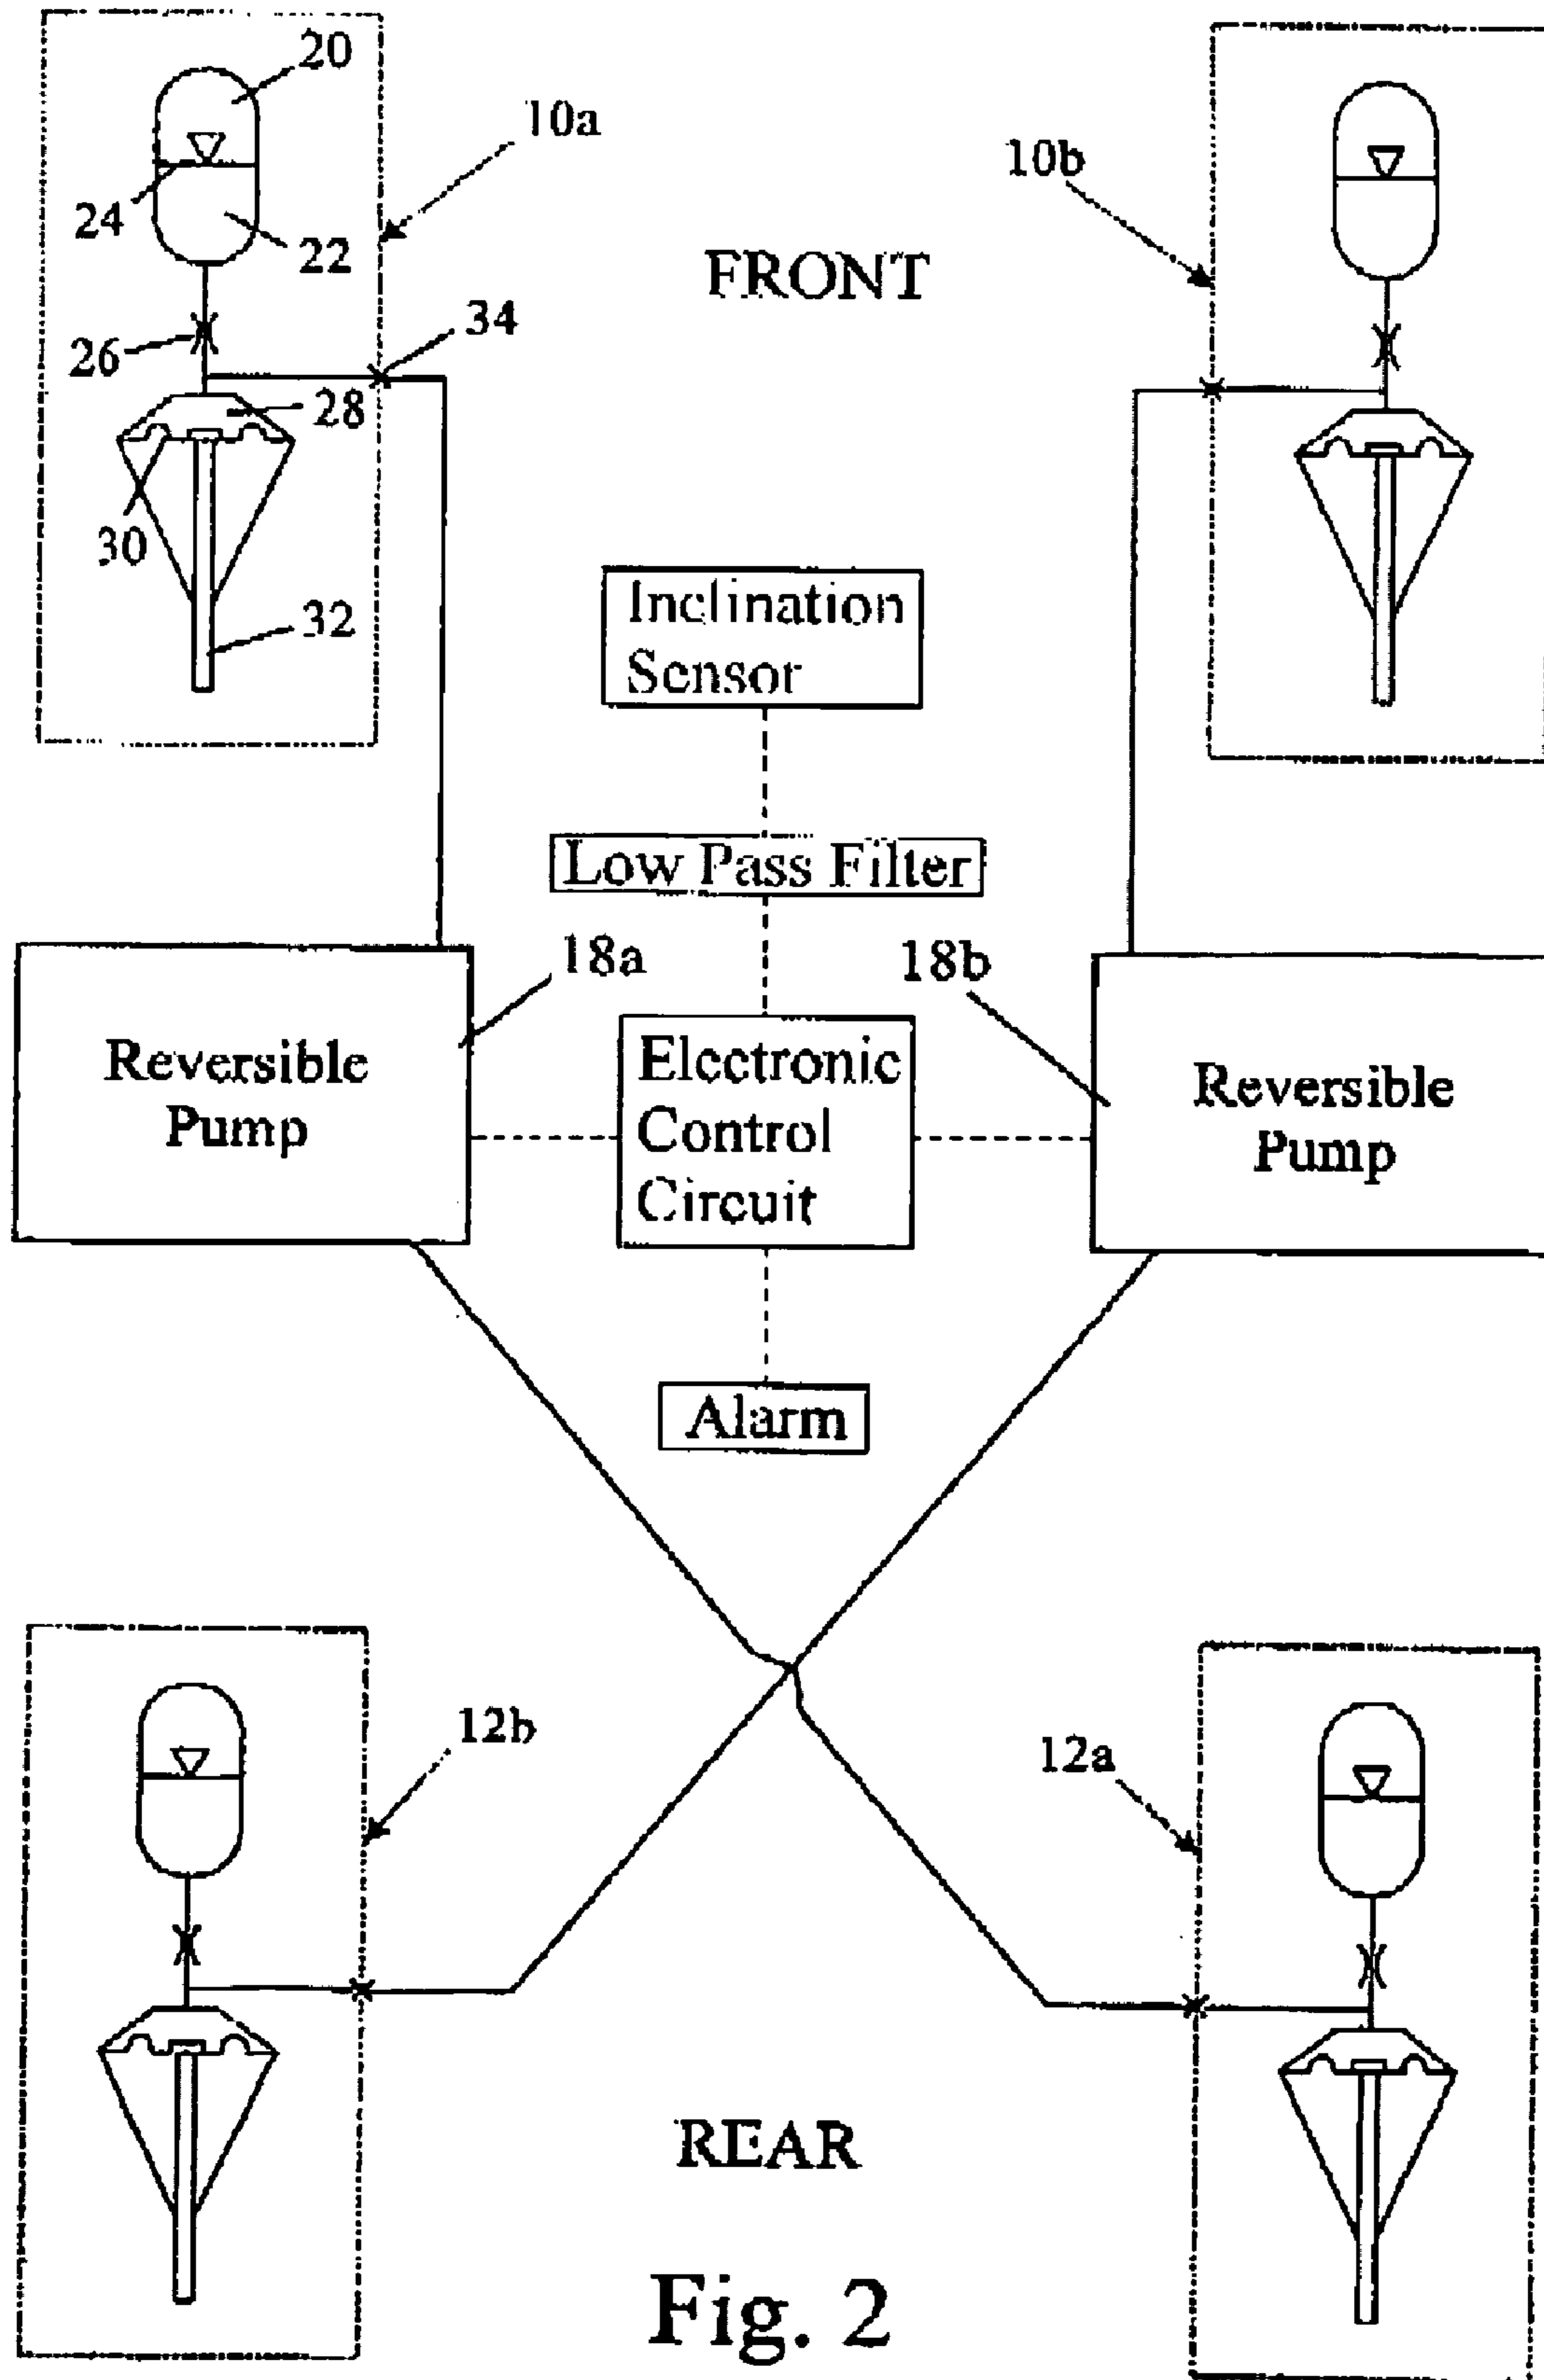 20
10a
10b
24
22
FRONT
34
26
28
30
32
Inclination
Sensor
Low Pass Filter
18a
18b
Reversible
Pump
Electronic
Control
Circuit
Reversible
Pump
Alarm
12b
12a
REAR
Fig. 2